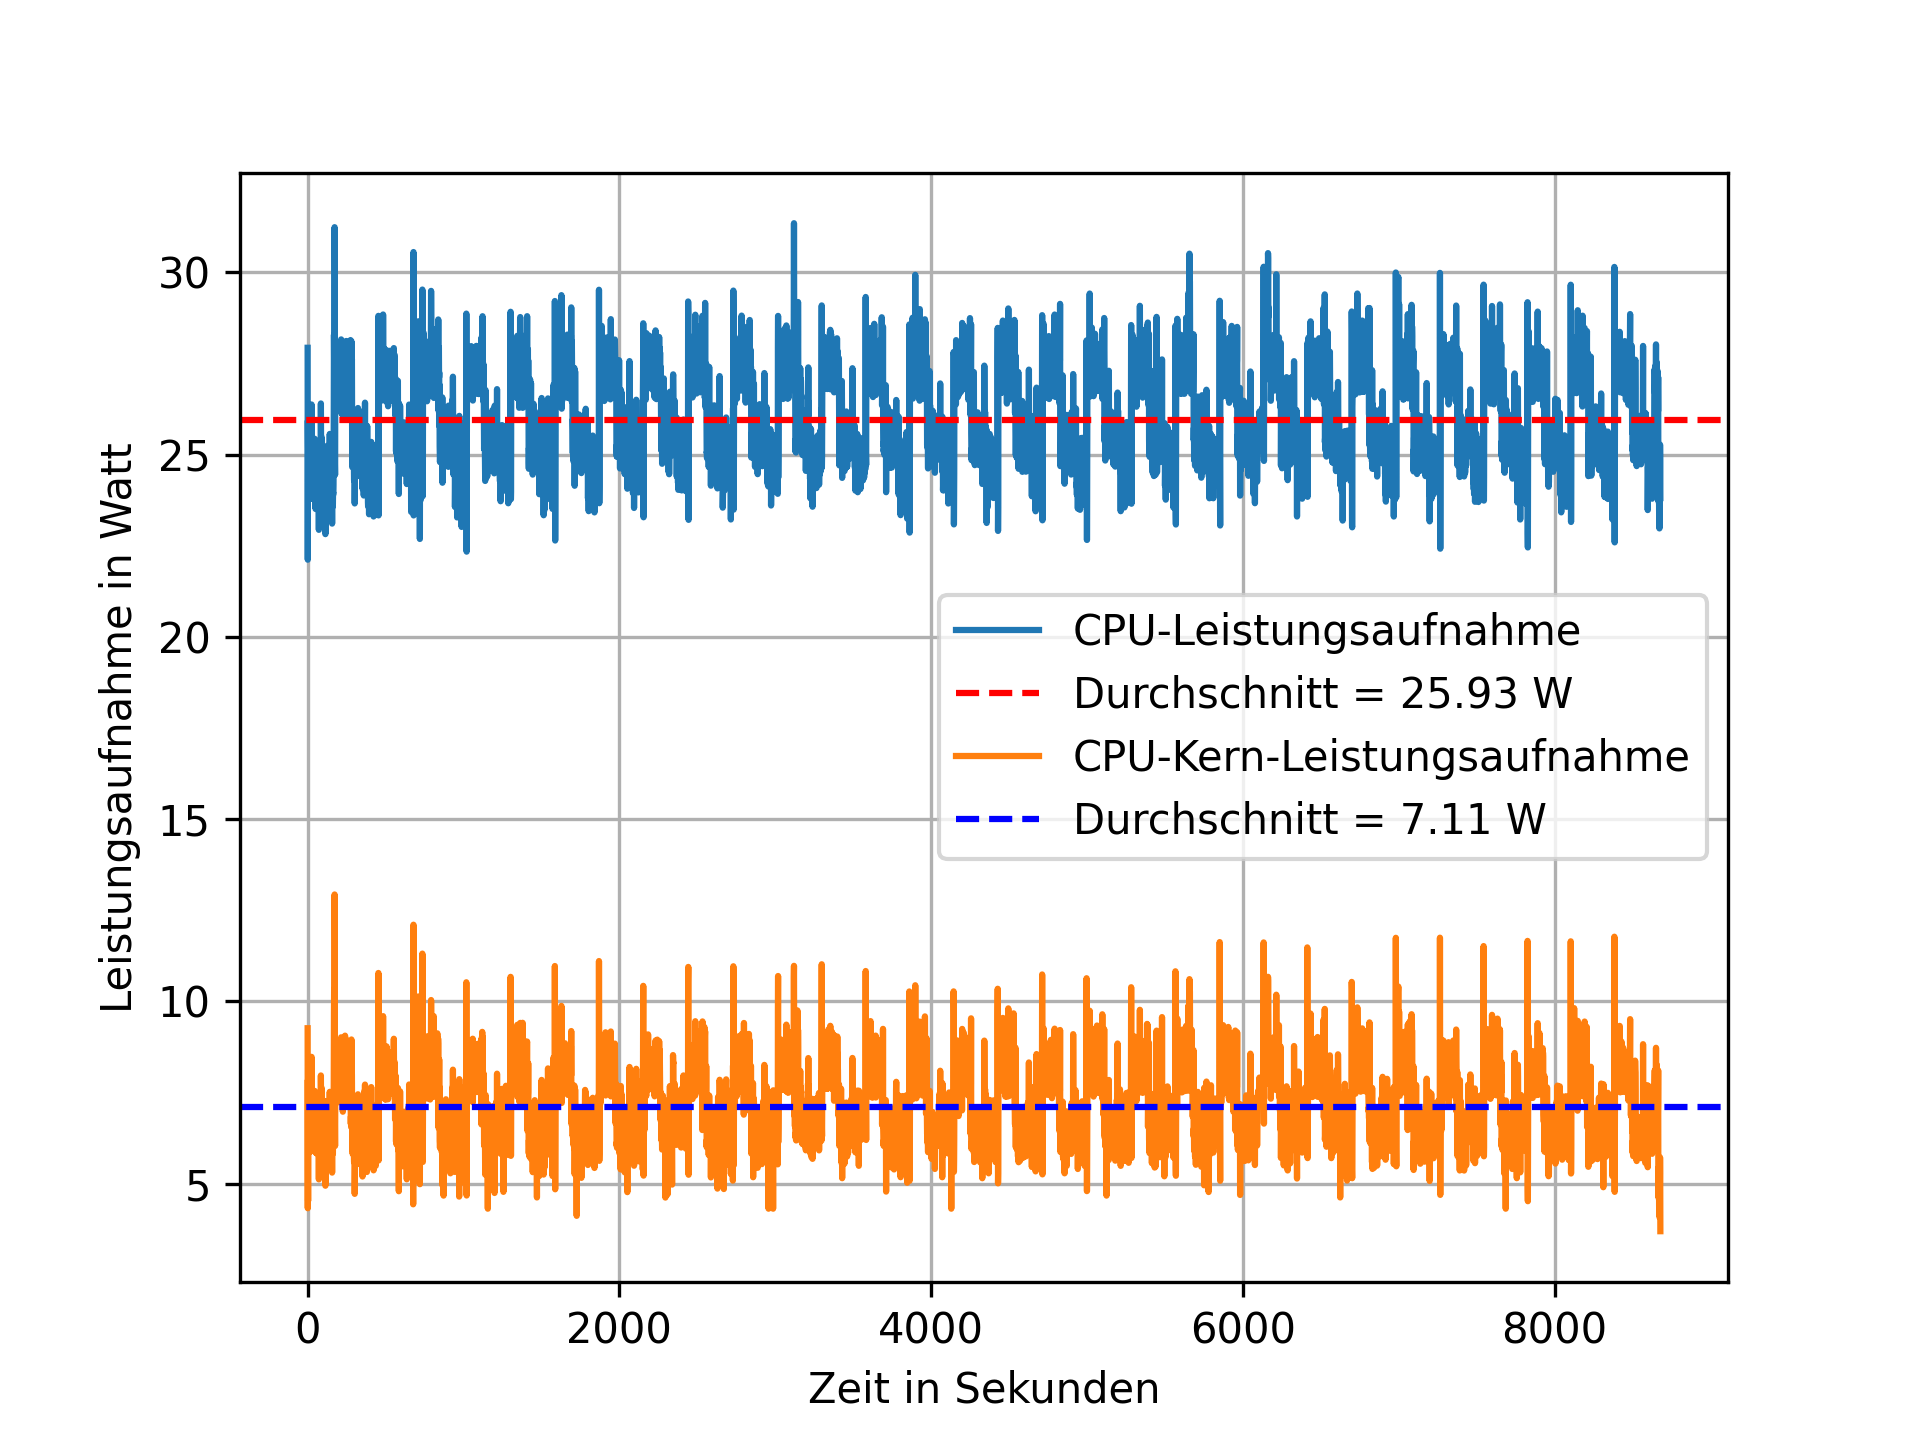 30
25
20
15
10
5
Leistungsaufnahme in Watt
CPU-Leistungsaufnahme
Durchschnitt = 25.93 W
CPU-Kern-Leistungsaufnahme
Durchschnitt = 7.11 W
0 2000 4000 6000 8000
Zeit in Sekunden